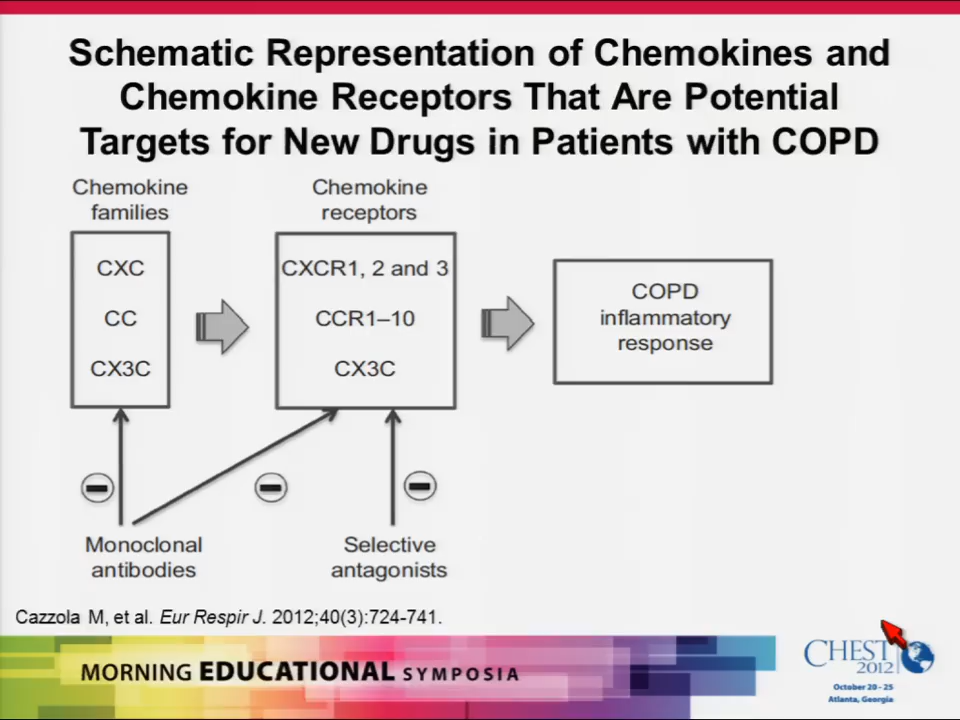 Schematic Representation of Chemokines and
Chemokine Receptors That Are Potential
Targets for New Drugs in Patients with COPD
Chemokine
families
Chemokine
receptors
CXC
CC
CX3C
CXCR1, 2 and 3
CCR1–10
CX3C
COPD
inflammatory
response
Monoclonal
antibodies
Selective
antagonists
Cazzola M, et al. Eur Respir J. 2012;40(3):724-741.
MORNING EDUCATIONAL SYMPOSIA
CHEST
2012
October 20 - 25
Atlanta, Georgia